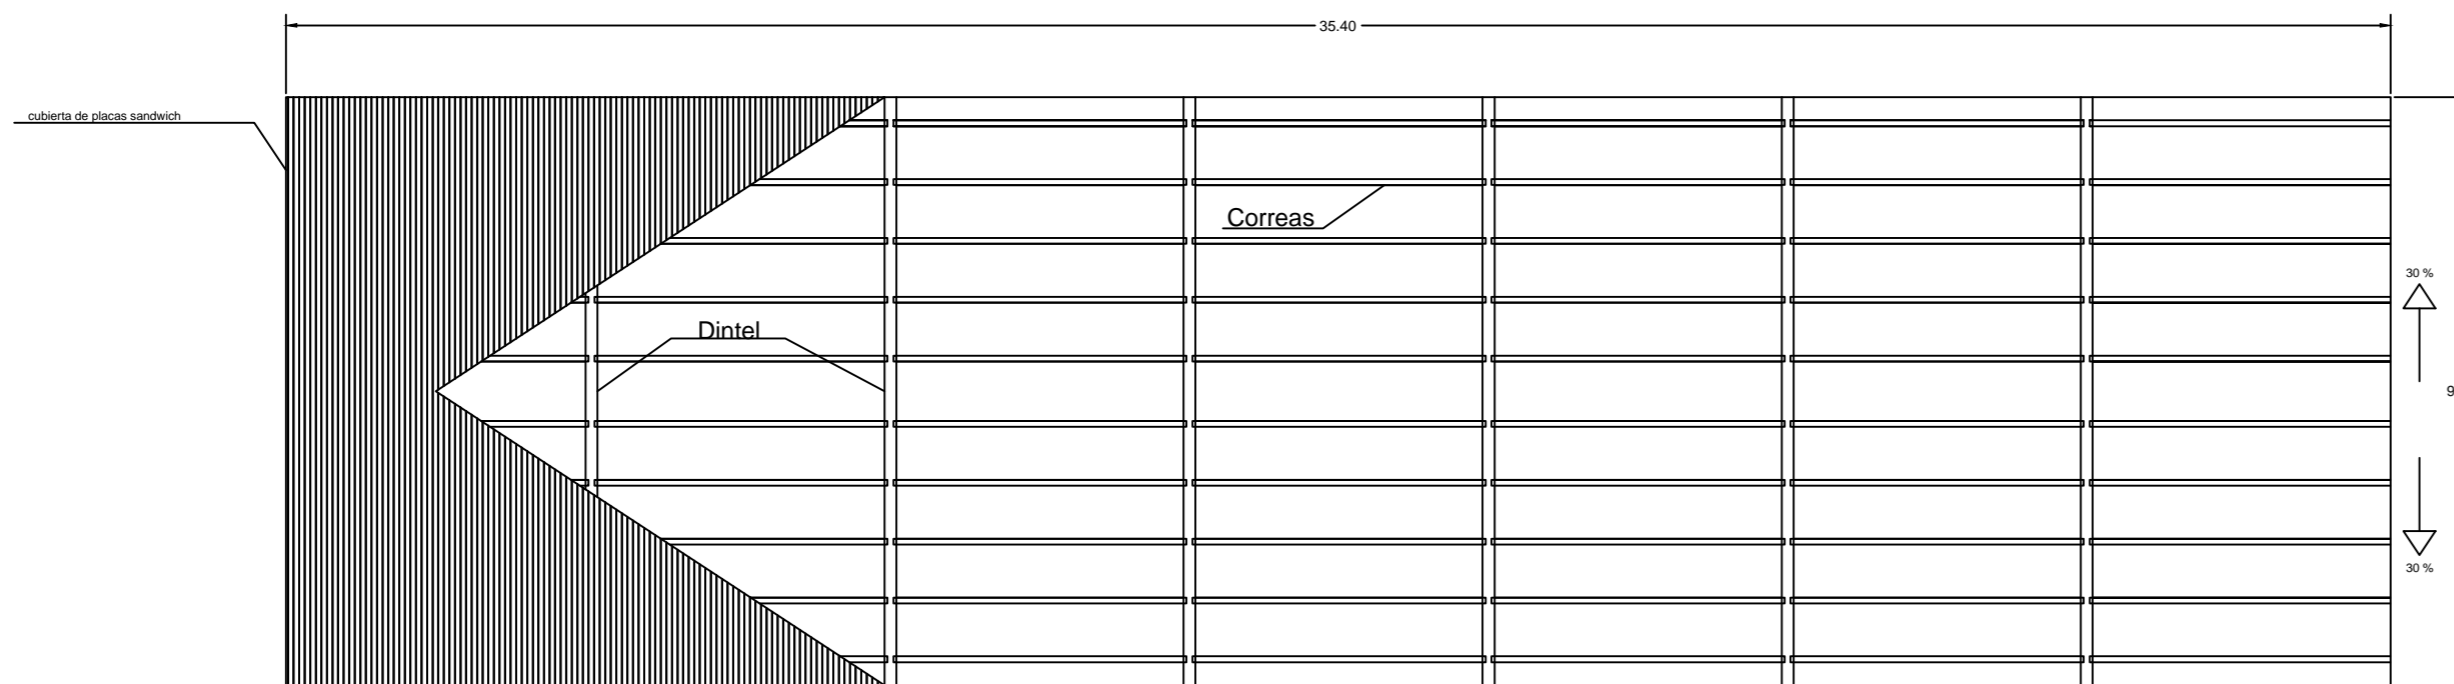 35.40
cubierta de placas sandwich
Correas
30 %
Dintel
9
30 %